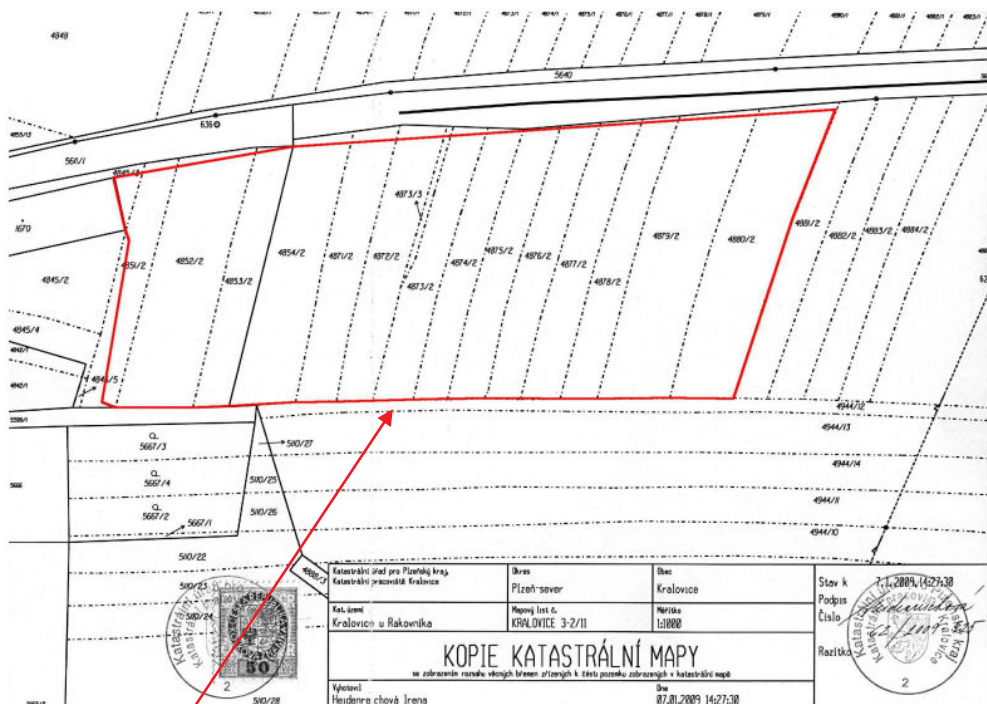 4848
5640
636
5611/1
4845/3
1670
4873/3
4845/2
4851/2
4852/2
4853/2
4854/2
4871/2
4872/2
4873/2
4874/2
4875/2
4876/2
4877/2
4878/2
4879/2
4880/2
4881/2
4882/2
4883/2
4884/2
4845/4
4944/12
4944/13
4944/14
4944/11
4944/10
5667/3
5667/4
5667/2
5667/1
5666
5110/27
5110/25
5110/26
5110/22
5110/23
5110/24
5110/28
4988/3
Katastrální úřad pro Plzeňský kraj,
Katastrální pracoviště Kralovice
Okres
Plzeň-sever
Obec
Kralovice
Kat. území
Kralovice u Rakovníka
Mapový list č.
KRALOVICE 3-2/11
Měřítko
1:1000
KOPIE KATASTRÁLNÍ MAPY
se zobrazením rozsahu věcných břemen zřízených k části pozemku zobrazených v katastrální mapě
Vyhotovil
Heidenre chová Irena
Dne
07.01.2009 14:27:30
Stav k 7.1.2009, 14:27:30
Podpis
Číslo
Razítko
50
2
2